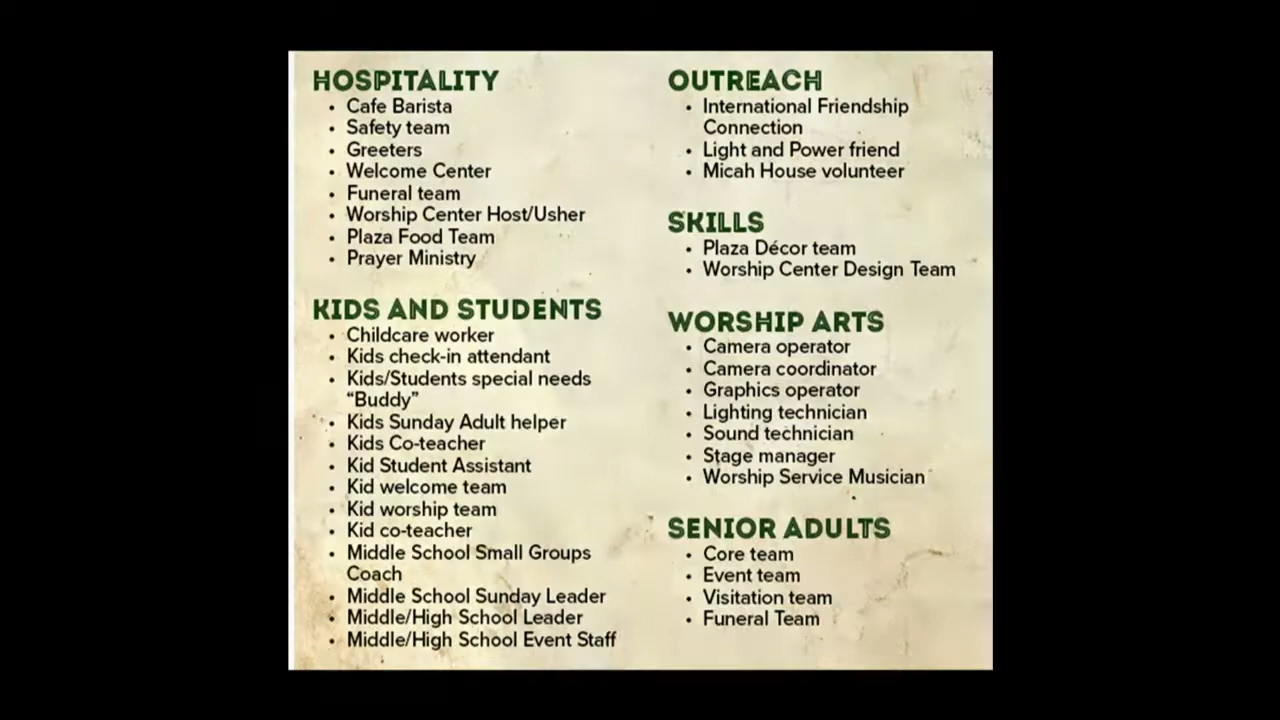 HOSPITALITY
• Cafe Barista
• Safety team
• Greeters
• Welcome Center
• Funeral team
• Worship Center Host/Usher
• Plaza Food Team
• Prayer Ministry
KIDS AND STUDENTS
• Childcare worker
• Kids check-in attendant
• Kids/Students special needs
“Buddy”
• Kids Sunday Adult helper
• Kids Co-teacher
• Kid Student Assistant
• Kid welcome team
• Kid worship team
• Kid co-teacher
• Middle School Small Groups
Coach
• Middle School Sunday Leader
• Middle/High School Leader
• Middle/High School Event Staff
OUTREACH
• International Friendship
Connection
• Light and Power friend
• Micah House volunteer
SKILLS
• Plaza Décor team
• Worship Center Design Team
WORSHIP ARTS
• Camera operator
• Camera coordinator
• Graphics operator
• Lighting technician
• Sound technician
• Stage manager
• Worship Service Musician
SENIOR ADULTS
• Core team
• Event team
• Visitation team
• Funeral Team